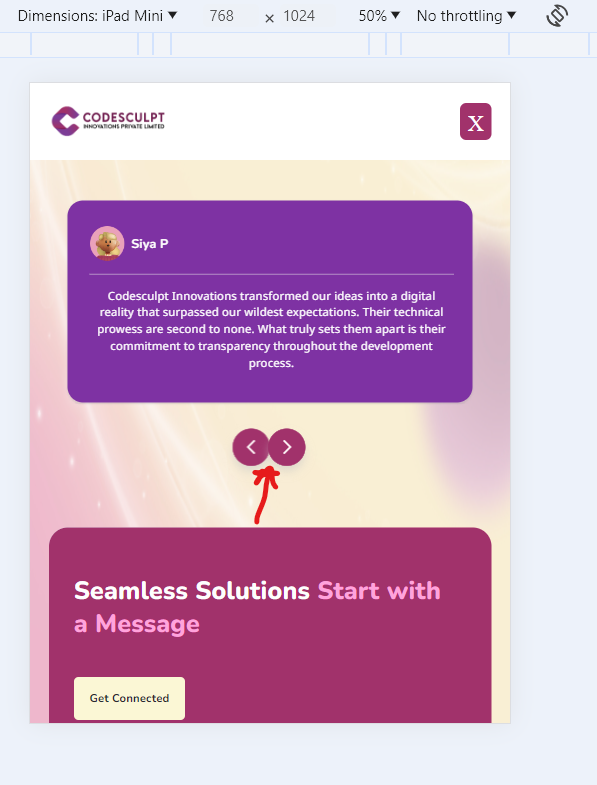 Dimensions: iPad Mini 768 × 1024 50% No throttling
CODESCULPT
INNOVATIONS PRIVATE LIMITED
X
Siya P
Codesculpt Innovations transformed our ideas into a digital
reality that surpassed our wildest expectations. Their technical
prowess are second to none. What truly sets them apart is their
commitment to transparency throughout the development
process.
Seamless Solutions Start with
a Message
Get Connected